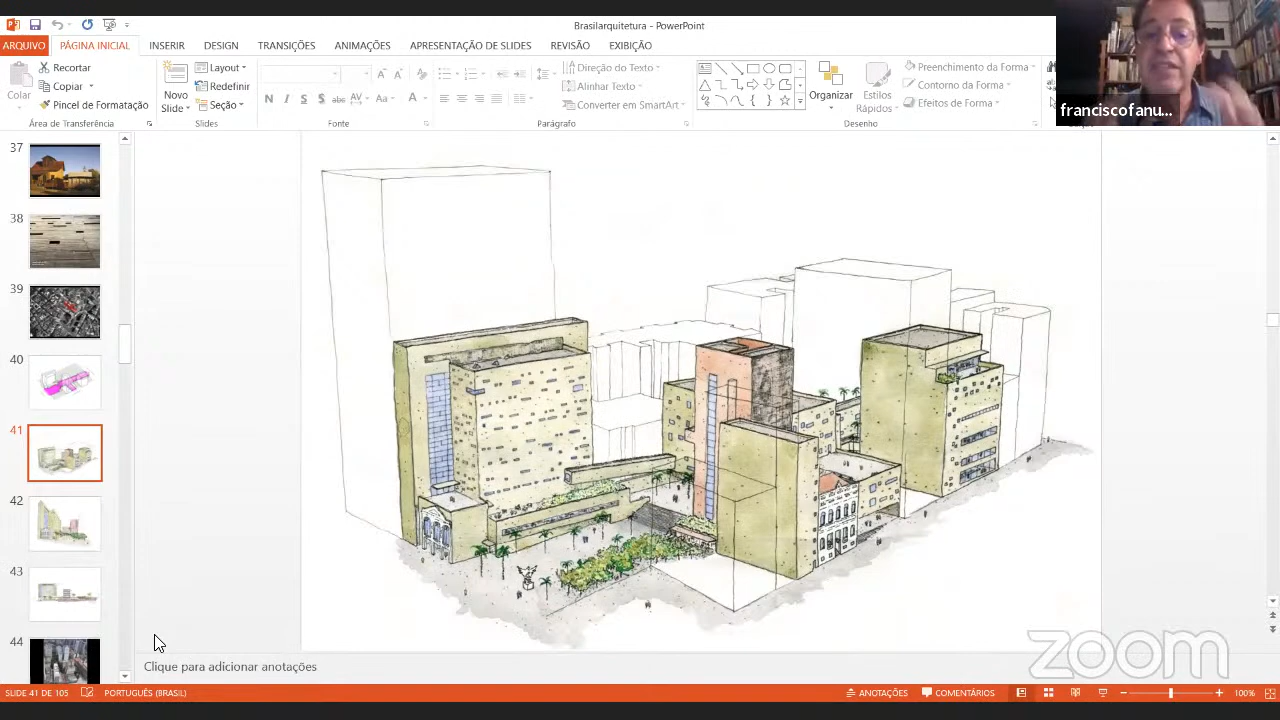 Brasilarquitetura - PowerPoint
ARQUIVO PÁGINA INICIAL INSERIR DESIGN TRANSIÇÕES ANIMAÇÕES APRESENTAÇÃO DE SLIDES REVISÃO EXIBIÇÃO
Colar
Recortar
Copiar
Pincel de Formatação
Área de Transferência
Novo
Slide
Layout
Redefinir
Seção
Slides
N I S S abc AV Aa A
Fonte
Direção do Texto
Alinhar Texto
Converter em SmartArt
Parágrafo
Organizar
Estilos
Rápidos
Preenchimento da Forma
Contorno da Forma
Efeitos de Forma
Desenho
franciscofanu...
37
38
39
40
41
42
43
44
zoom
Clique para adicionar anotações
SLIDE 41 DE 105 PORTUGUÊS (BRASIL) ANOTAÇÕES COMENTÁRIOS 100%